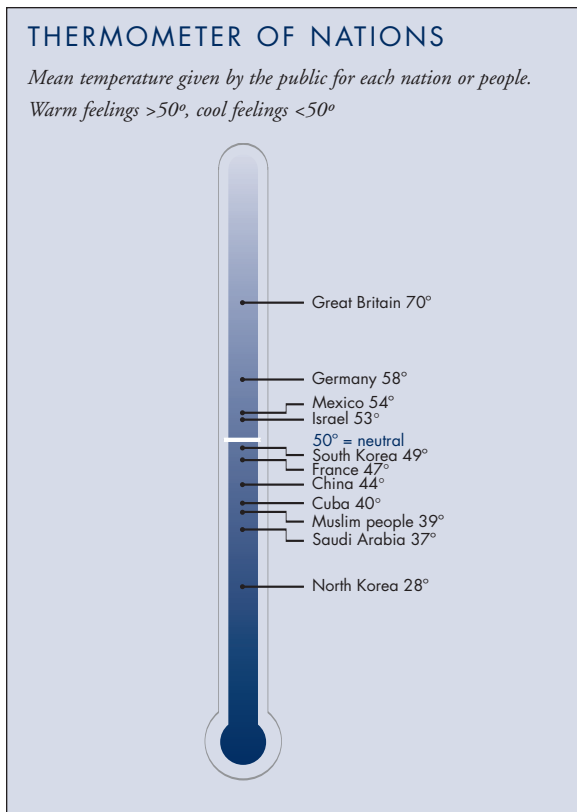 THERMOMETER OF NATIONS
Mean temperature given by the public for each nation or people.
Warm feelings >50º, cool feelings <50º
Great Britain 70°
Germany 58°
Mexico 54°
Israel 53°
50° = neutral
South Korea 49°
France 47°
China 44°
Cuba 40°
Muslim people 39°
Saudi Arabia 37°
North Korea 28°